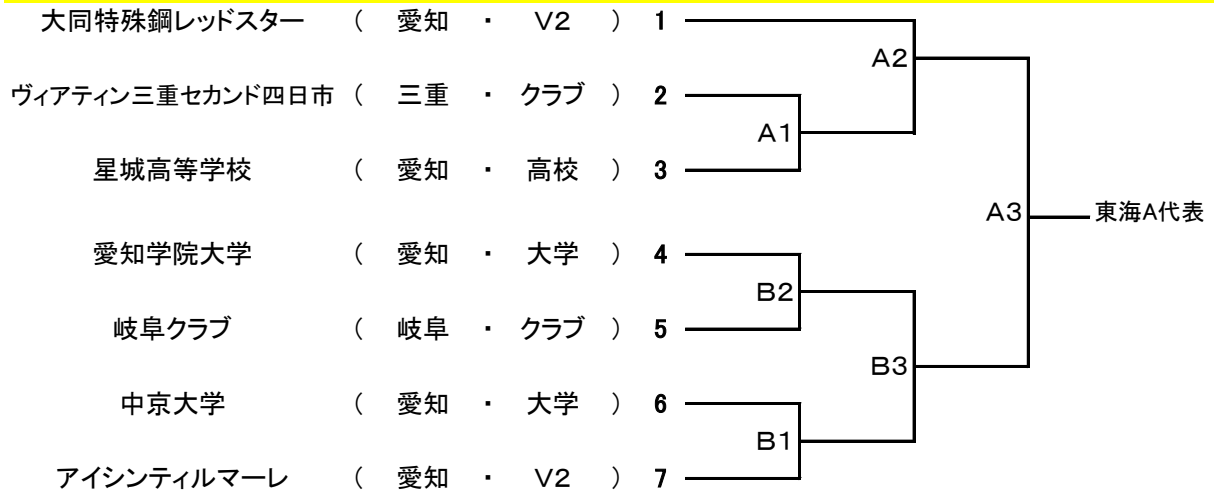 大同特殊鋼レッドスター ( 愛知 ・ V2 ) 1
A2
ヴィアティン三重セカンド四日市 ( 三重 ・ クラブ ) 2
A1
星城高等学校 ( 愛知 ・ 高校 ) 3
A3 東海A代表
愛知学院大学 ( 愛知 ・ 大学 ) 4
B2
岐阜クラブ ( 岐阜 ・ クラブ ) 5
B3
中京大学 ( 愛知 ・ 大学 ) 6
B1
アイシンティルマーレ ( 愛知 ・ V2 ) 7